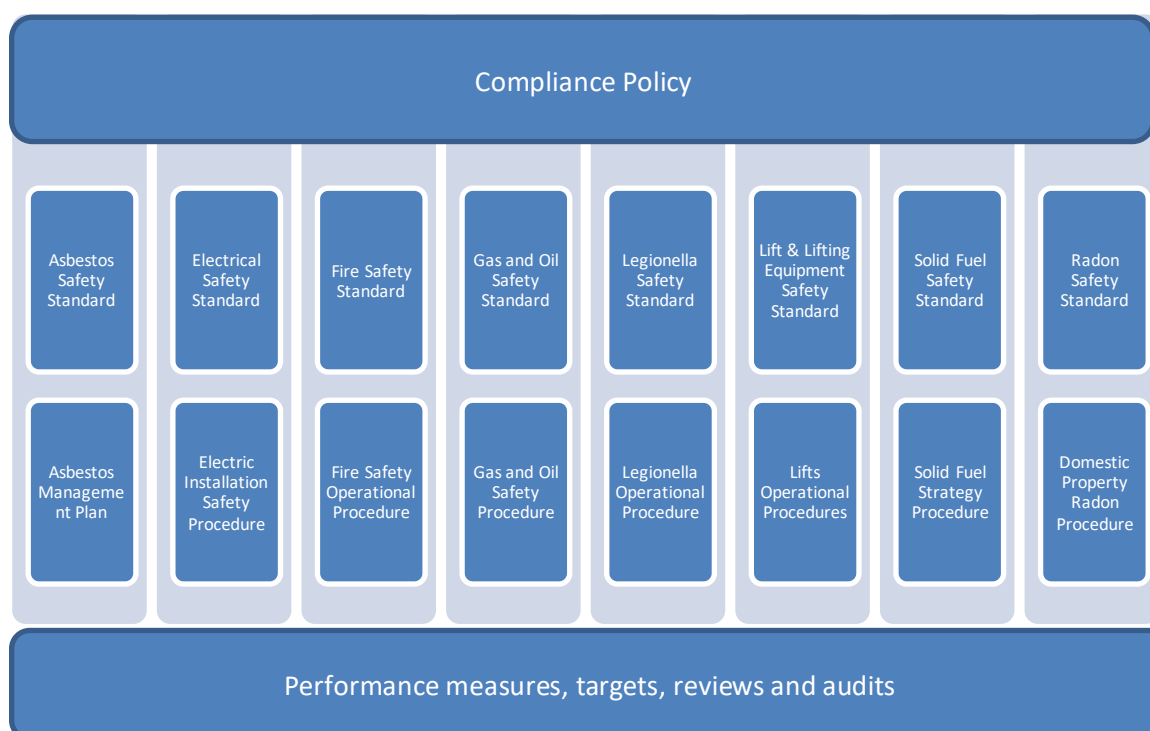 Compliance Policy
Asbestos
Safety
Standard
Electrical
Safety
Standard
Fire Safety
Standard
Gas and Oil
Safety
Standard
Legionella
Safety
Standard
Lift & Lifting
Equipment
Safety
Standard
Solid Fuel
Safety
Standard
Radon
Safety
Standard
Asbestos
Manageme
nt Plan
Electric
Installation
Safety
Procedure
Fire Safety
Operational
Procedure
Gas and Oil
Safety
Procedure
Legionella
Operational
Procedure
Lifts
Operational
Procedures
Solid Fuel
Strategy
Procedure
Domestic
Property
Radon
Procedure
Performance measures, targets, reviews and audits